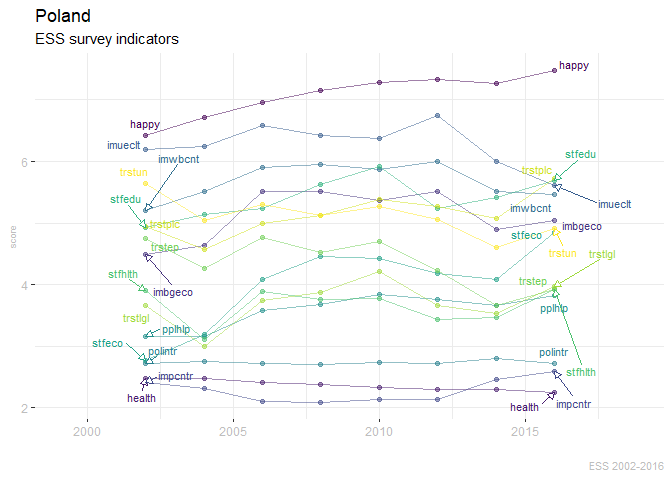 Poland
ESS survey indicators
happy
happy
imueclt
imwbcnt
stfedu
trstplc
trstun
stfedu
imueclt
imwbcnt
trstplc
imbgeco
stfeco
trstep
trstun
trstlgl
imbgeco
trstep
stfhlth
trstlgl
pplhlp
pplhlp
stfeco
polintr
polintr
impcntr
stfhlth
health
health
impcntr
score
6
4
2
2000
2005
2010
2015
ESS 2002-2016